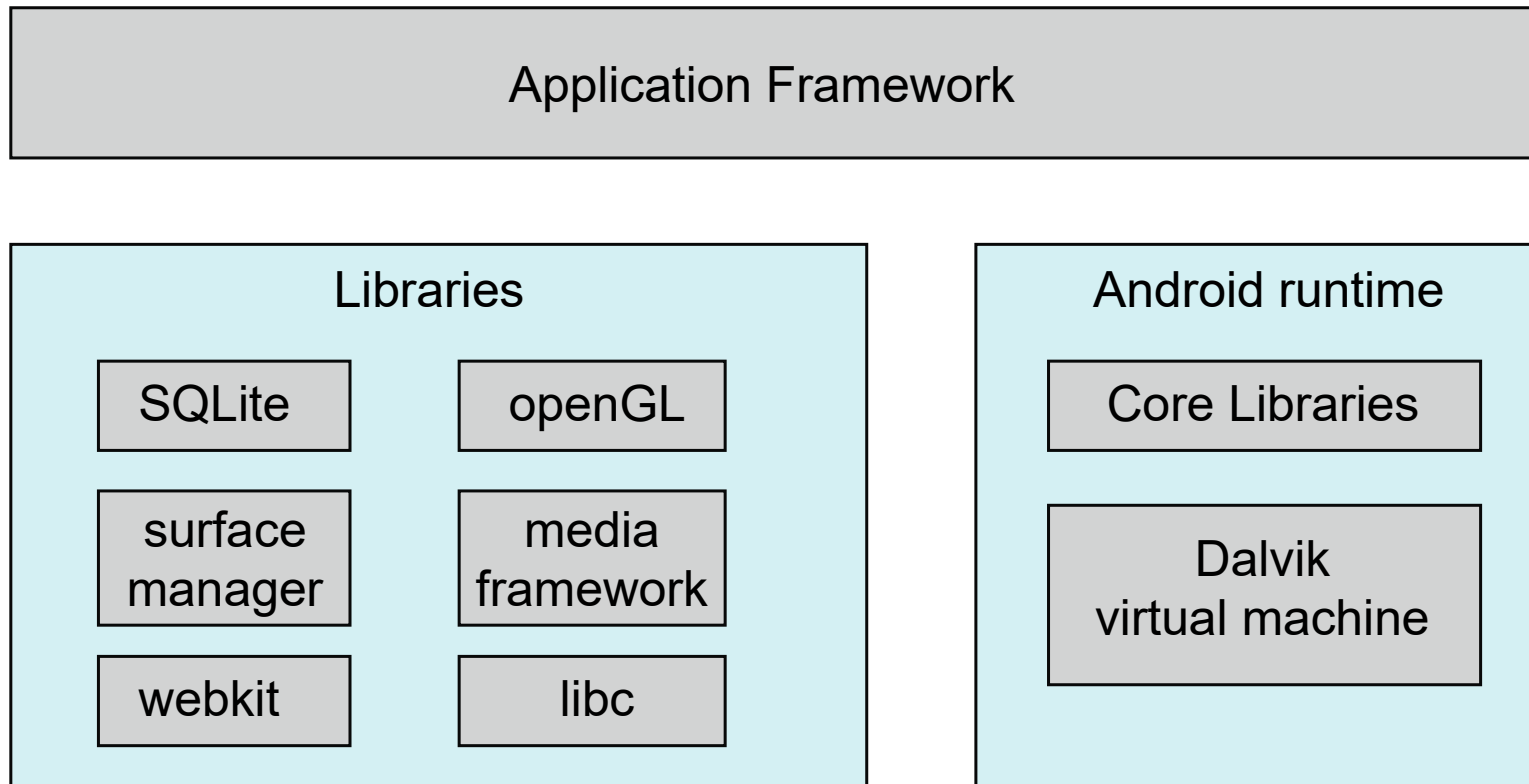 Application Framework
Libraries
Android runtime
SQLite
openGL
Core Libraries
surface
manager
media
framework
Dalvik
virtual machine
webkit
libc